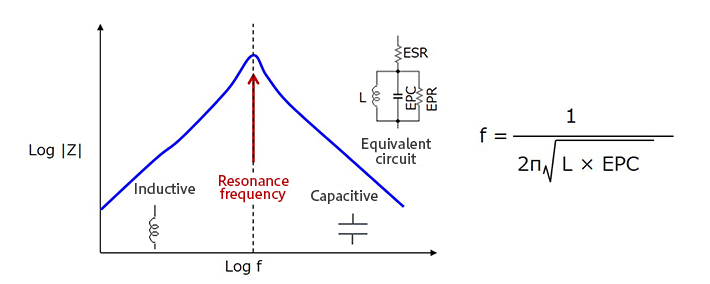 ESR
L
EPC
EPR
Equivalent
circuit
Log |Z|
Inductive
Resonance
frequency
Capacitive
Log f
f = 1
2π√L × EPC